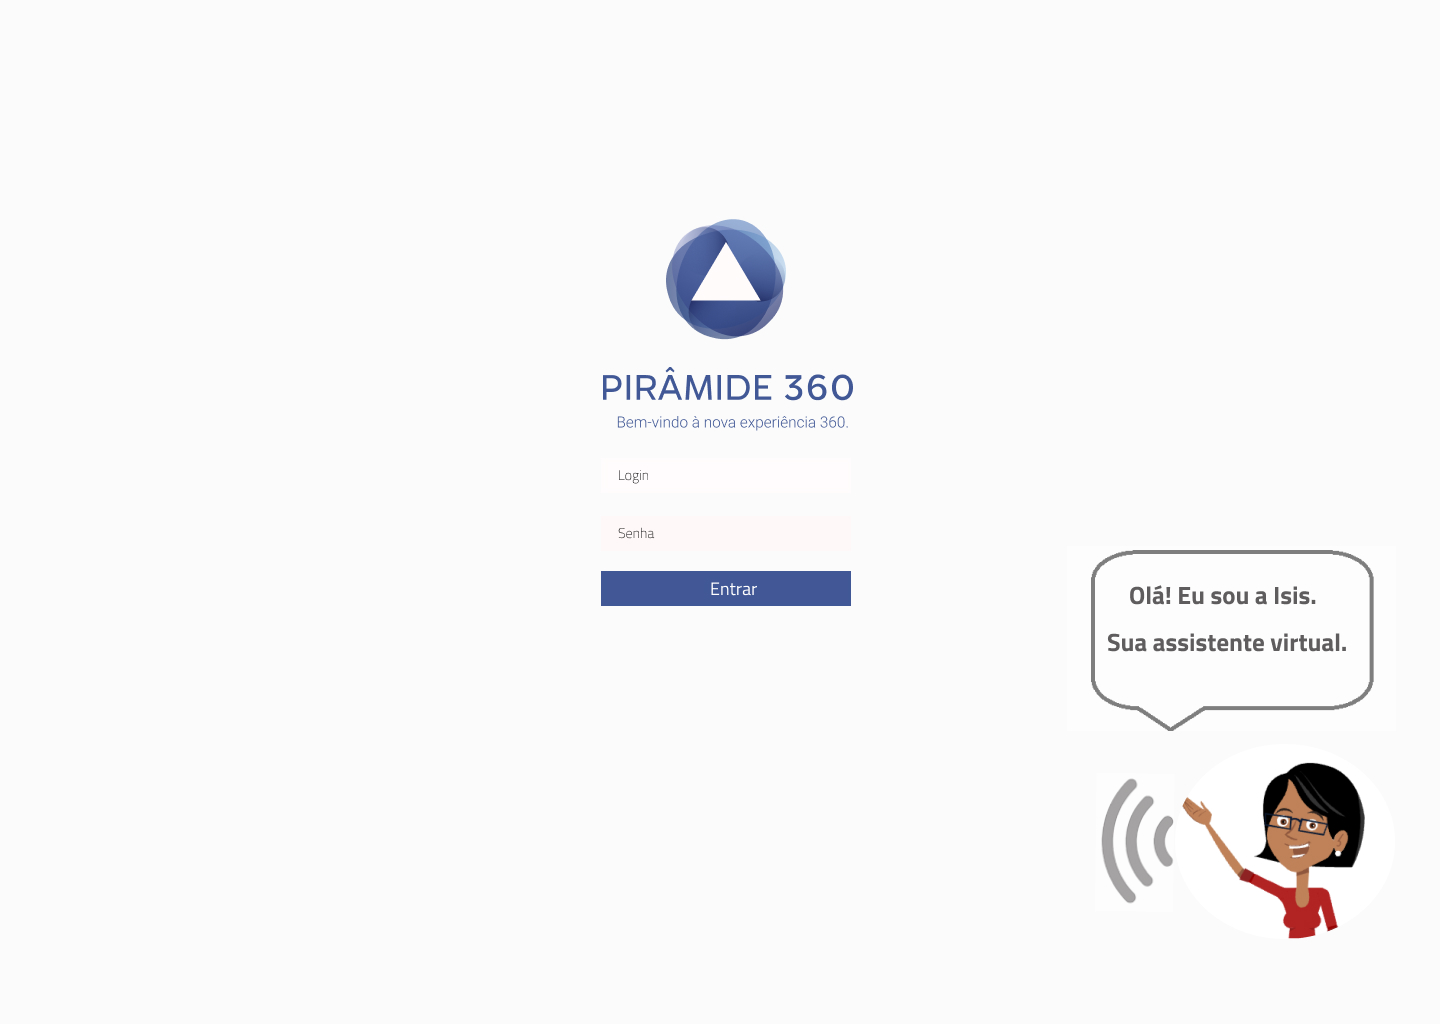 PIRÂMIDE 360
Bem-vindo à nova experiência 360.
Login
Senha
Entrar
Olá! Eu sou a Isis.
Sua assistente virtual.